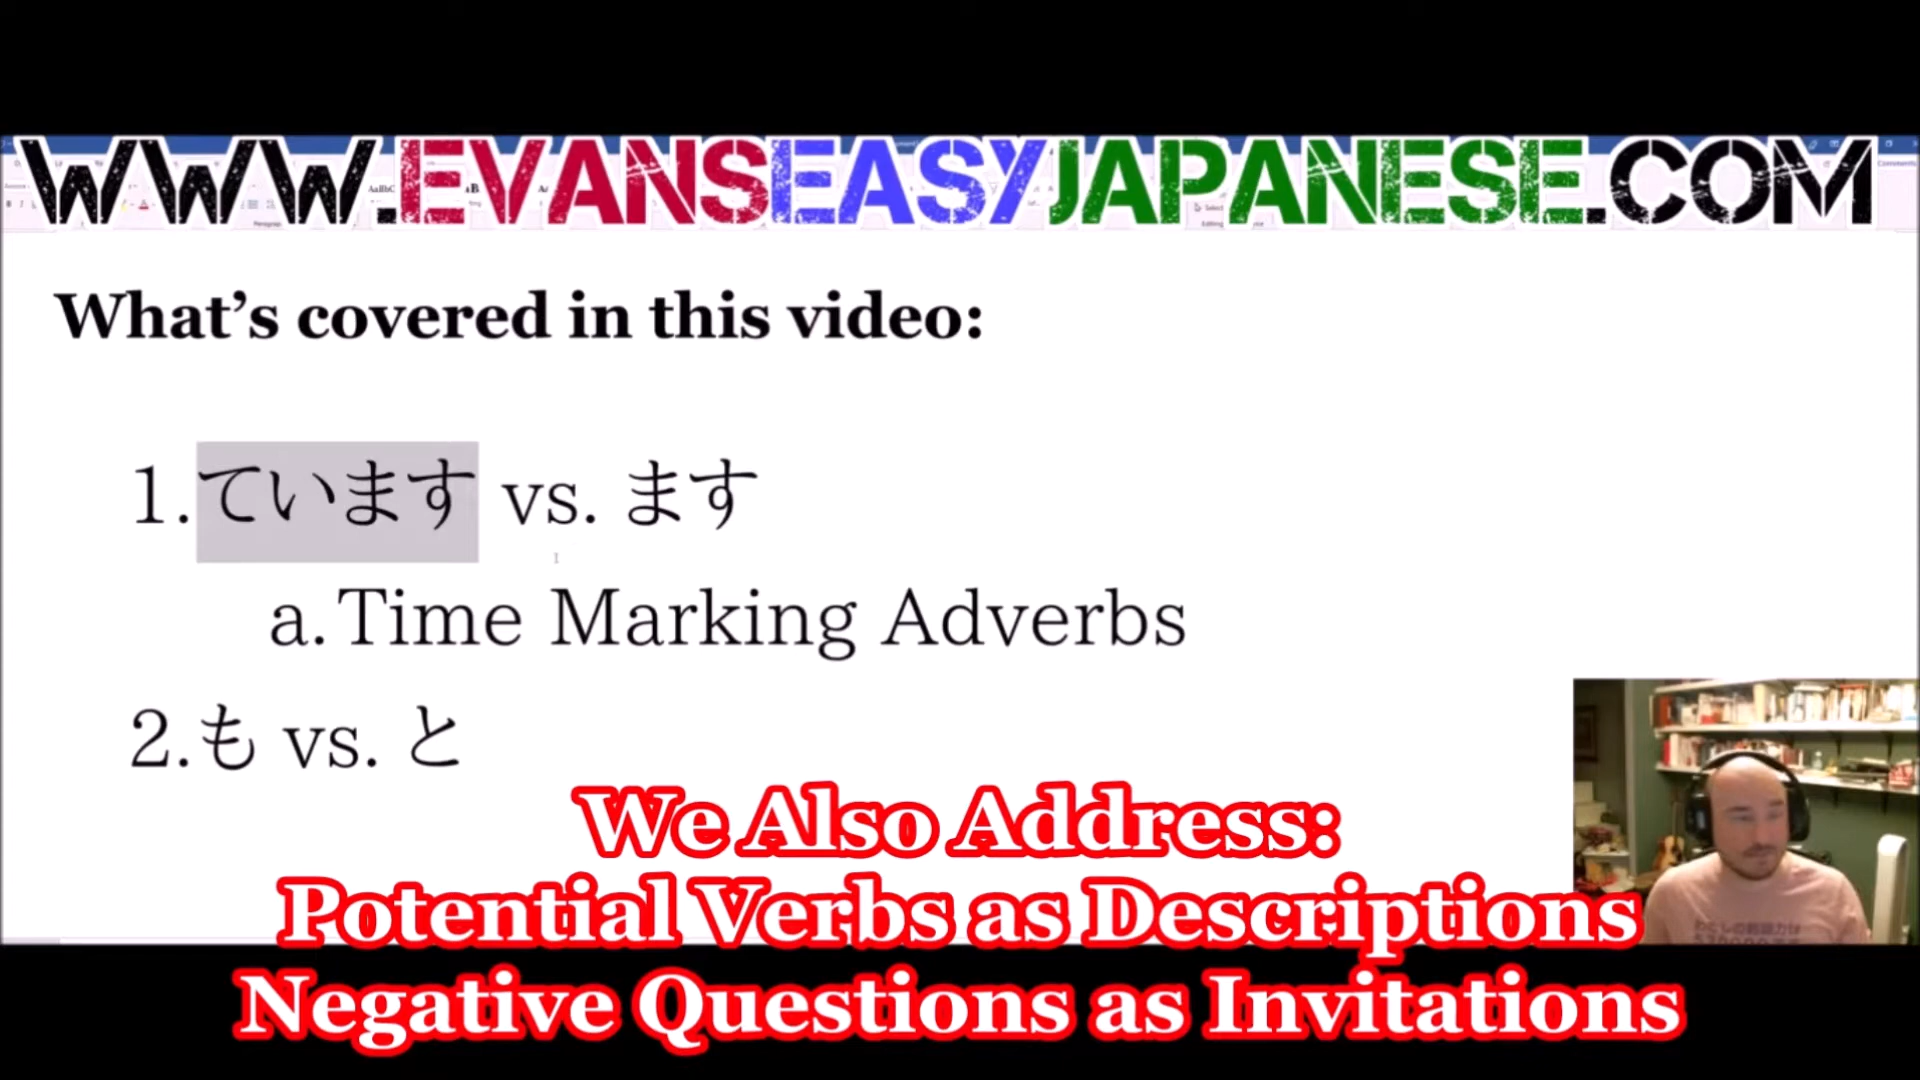 WWW.EVANSEASYJAPANESE.COM
What's covered in this video:
1.ています vs. ます
a.Time Marking Adverbs
2.も vs. と
We Also Address:
Potential Verbs as Descriptions
Negative Questions as Invitations